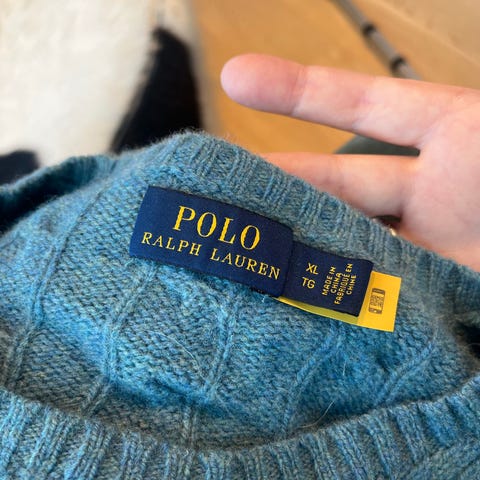 POLO
RALPH LAUREN
XL
TG
MADE IN
CHINA
FABRIQUÉ EN
CHINE